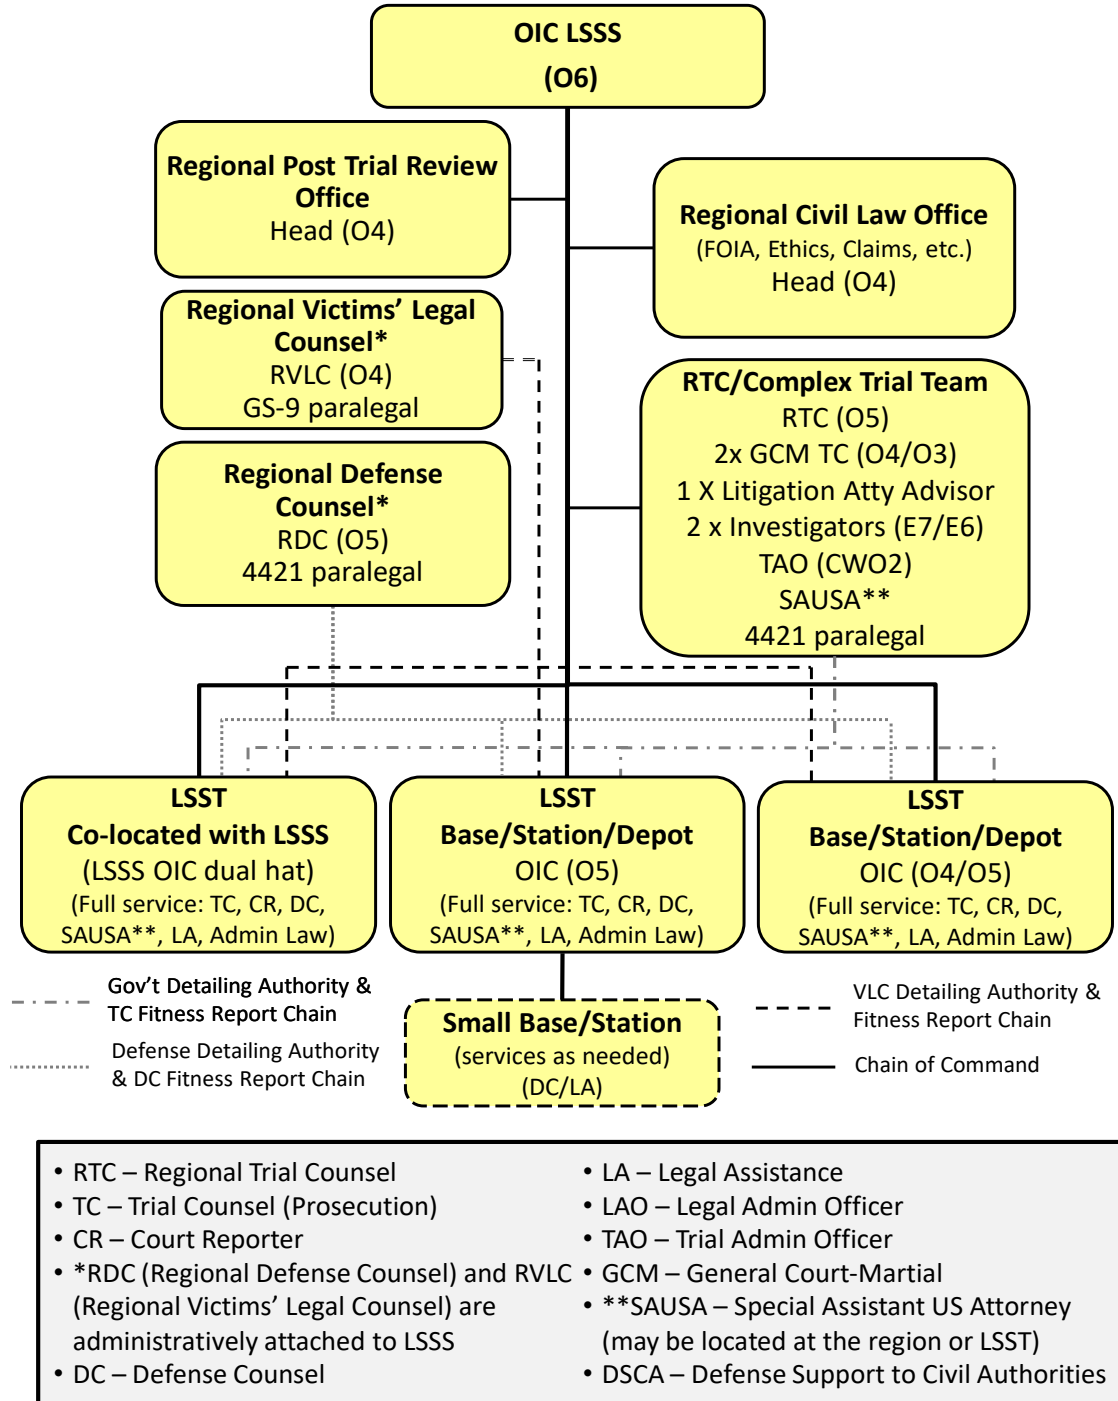 OIC LSSS
(O6)
Regional Post Trial Review
Office
Head (O4)
Regional Civil Law Office
(FOIA, Ethics, Claims, etc.)
Head (O4)
Regional Victims’ Legal
Counsel*
RVLC (O4)
GS-9 paralegal
RTC/Complex Trial Team
RTC (O5)
2x GCM TC (O4/O3)
1 X Litigation Atty Advisor
2 x Investigators (E7/E6)
TAO (CWO2)
SAUSA**
4421 paralegal
Regional Defense
Counsel*
RDC (O5)
4421 paralegal
LSST
Co-located with LSSS
(LSSS OIC dual hat)
(Full service: TC, CR, DC,
SAUSA**, LA, Admin Law)
LSST
Base/Station/Depot
OIC (O5)
(Full service: TC, CR, DC,
SAUSA**, LA, Admin Law)
LSST
Base/Station/Depot
OIC (O4/O5)
(Full service: TC, CR, DC,
SAUSA**, LA, Admin Law)
Gov’t Detailing Authority &
TC Fitness Report Chain
Defense Detailing Authority
& DC Fitness Report Chain
Small Base/Station
(services as needed)
(DC/LA)
VLC Detailing Authority &
Fitness Report Chain
Chain of Command
• RTC – Regional Trial Counsel
• TC – Trial Counsel (Prosecution)
• CR – Court Reporter
• *RDC (Regional Defense Counsel) and RVLC
(Regional Victims’ Legal Counsel) are
administratively attached to LSSS
• DC – Defense Counsel
• LA – Legal Assistance
• LAO – Legal Admin Officer
• TAO – Trial Admin Officer
• GCM – General Court-Martial
• **SAUSA – Special Assistant US Attorney
(may be located at the region or LSST)
• DSCA – Defense Support to Civil Authorities